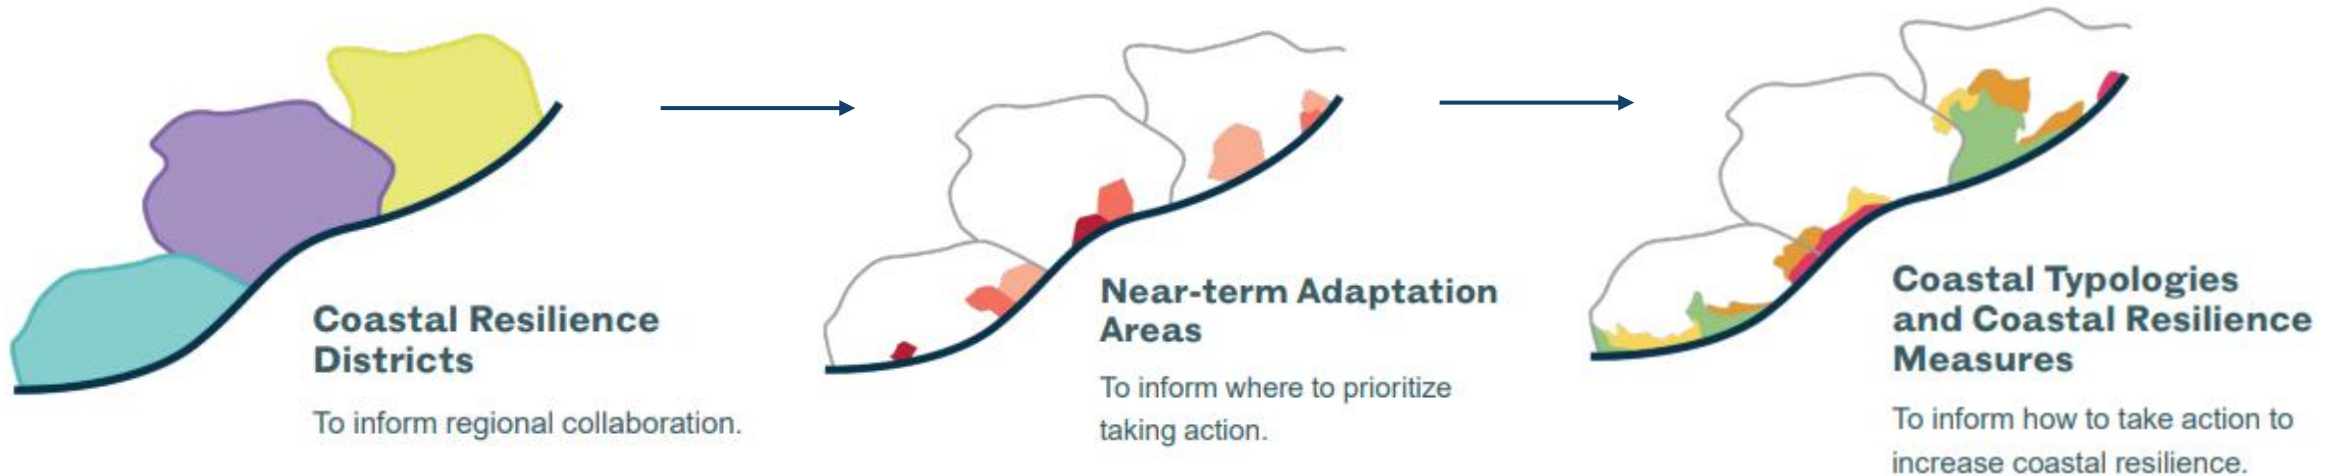 Coastal Resilience
Districts
To inform regional collaboration.
Near-term Adaptation
Areas
To inform where to prioritize
taking action.
Coastal Typologies
and Coastal Resilience
Measures
To inform how to take action to
increase coastal resilience.